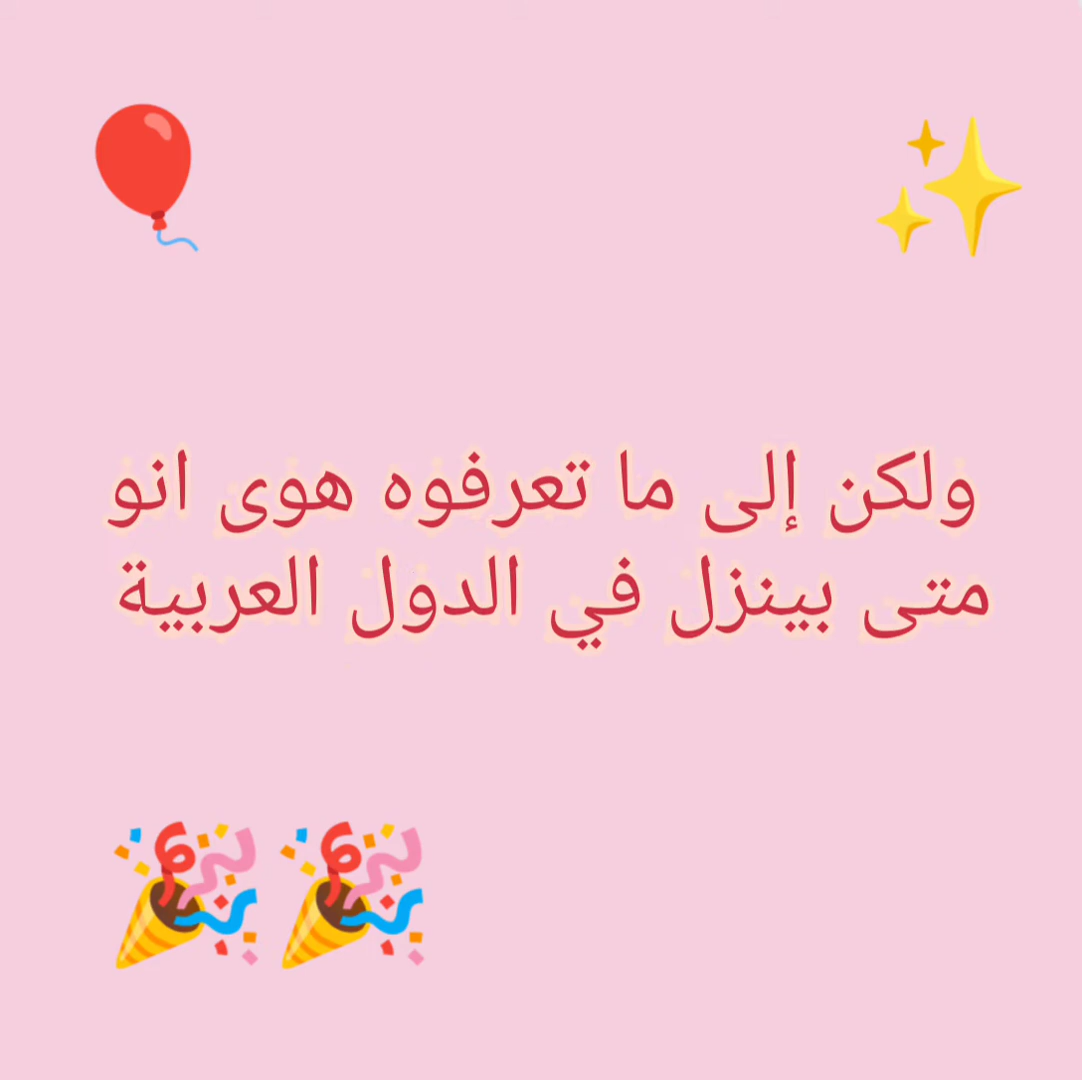 ولكن إلى ما تعرفوه هوى انو
متى بينزل في الدول العربية